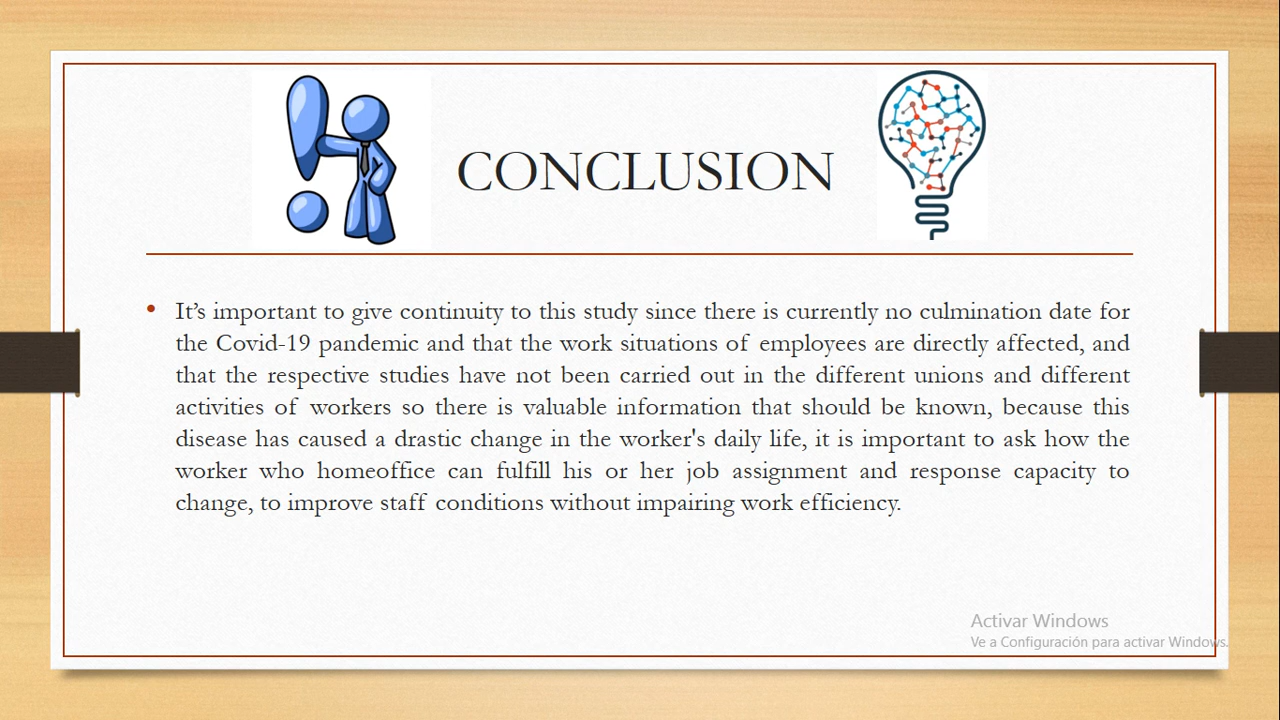 CONCLUSION
• It’s important to give continuity to this study since there is currently no culmination date for
the Covid-19 pandemic and that the work situations of employees are directly affected, and
that the respective studies have not been carried out in the different unions and different
activities of workers so there is valuable information that should be known, because this
disease has caused a drastic change in the worker's daily life, it is important to ask how the
worker who homeoffice can fulfill his or her job assignment and response capacity to
change, to improve staff conditions without impairing work efficiency.
Activar Windows
Ve a Configuración para activar Windows.